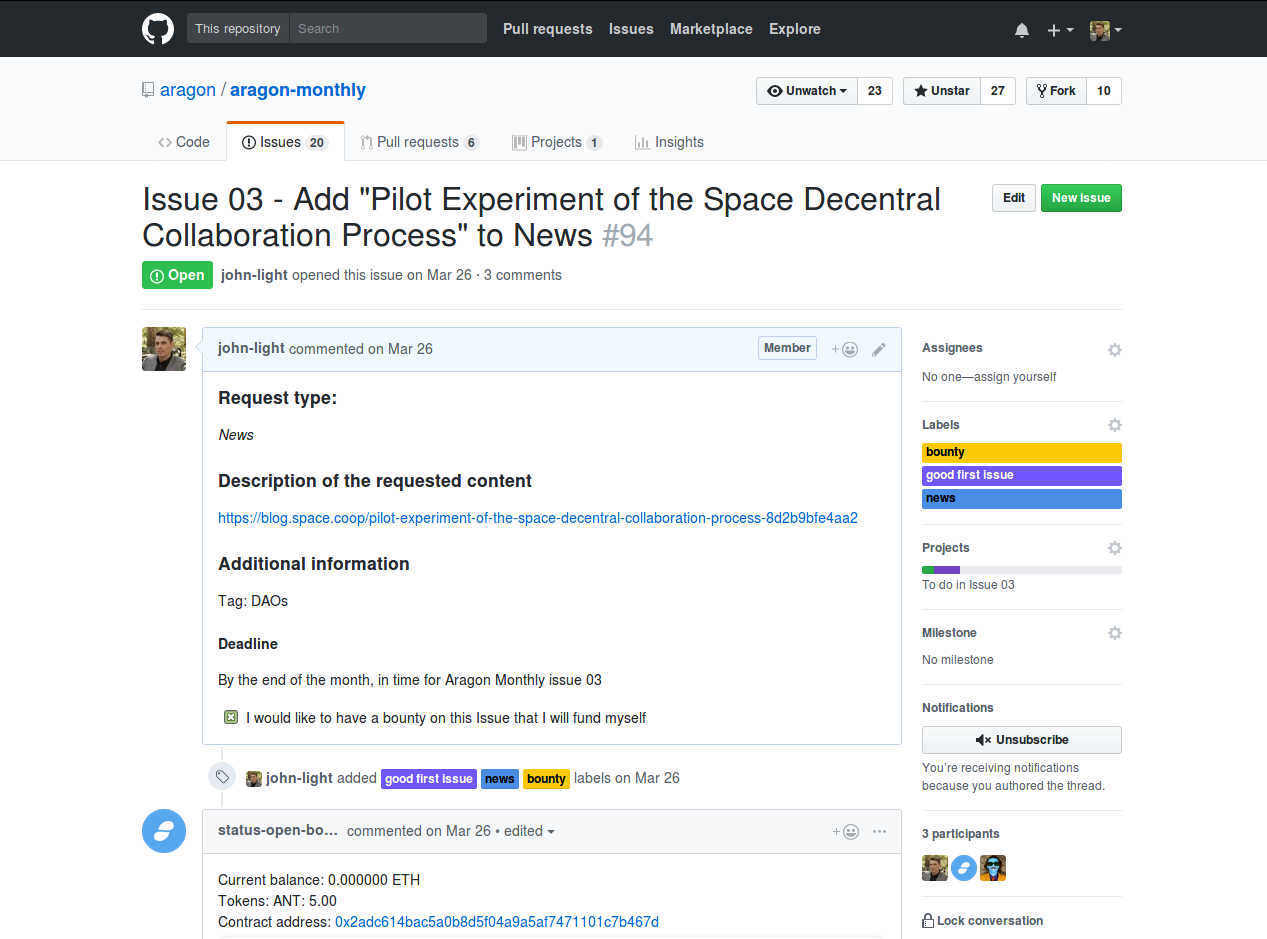 This repository Search Pull requests Issues Marketplace Explore
aragon / aragon-monthly Unwatch 23 Unstar 27 Fork 10
Code Issues 20 Pull requests 6 Projects 1 Insights
Issue 03 - Add "Pilot Experiment of the Space Decentral
Collaboration Process" to News #94
Edit New issue
Open john-light opened this issue on Mar 26 · 3 comments
john-light commented on Mar 26 Member
Request type:
News
Description of the requested content
https://blog.space.coop/pilot-experiment-of-the-space-decentral-collaboration-process-8d2b9bfe4aa2
Additional information
Tag: DAOs
Deadline
By the end of the month, in time for Aragon Monthly issue 03
I would like to have a bounty on this Issue that I will fund myself
john-light added good first issue news bounty labels on Mar 26
status-open-bo... commented on Mar 26 • edited
Current balance: 0.000000 ETH
Tokens: ANT: 5.00
Contract address: 0x2adc614bac5a0b8d5f04a9a5af7471101c7b467d
Assignees
No one—assign yourself
Labels
bounty
good first issue
news
Projects
To do in Issue 03
Milestone
No milestone
Notifications
Unsubscribe
You're receiving notifications
because you authored the thread.
3 participants
Lock conversation